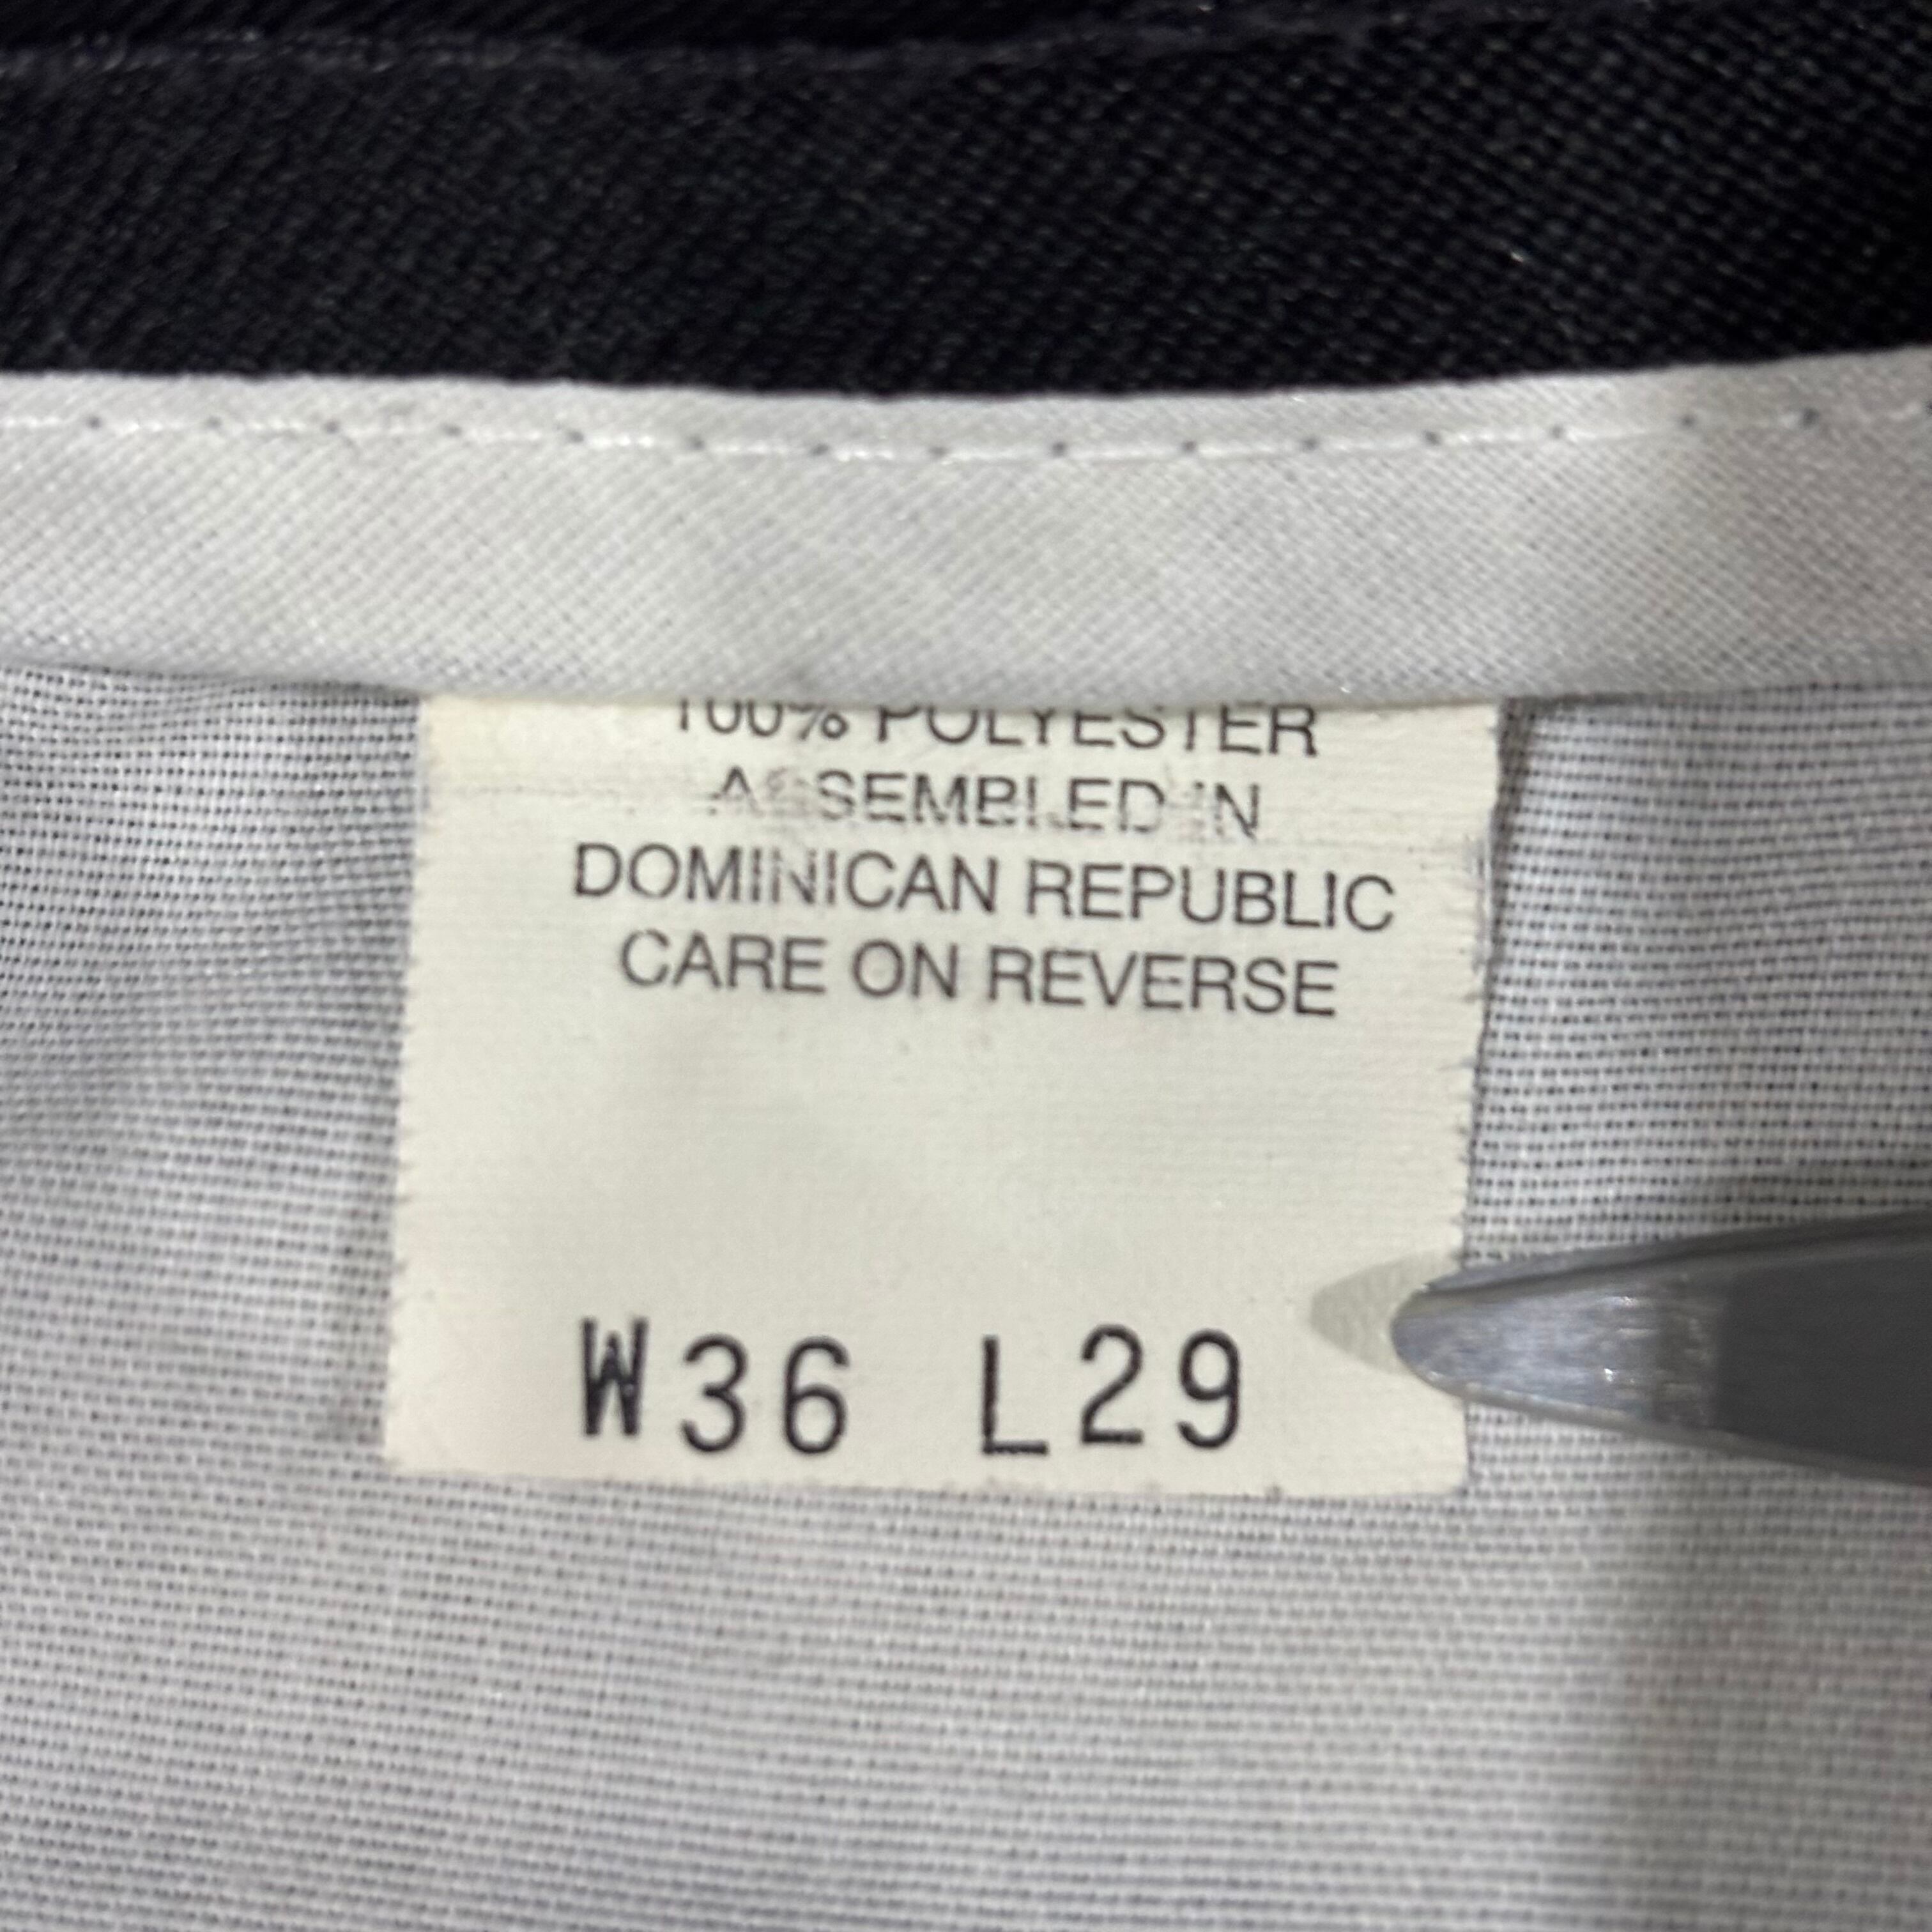 100% POLYESTER
ASSEMBLED IN
DOMINICAN REPUBLIC
CARE ON REVERSE
W36 L29